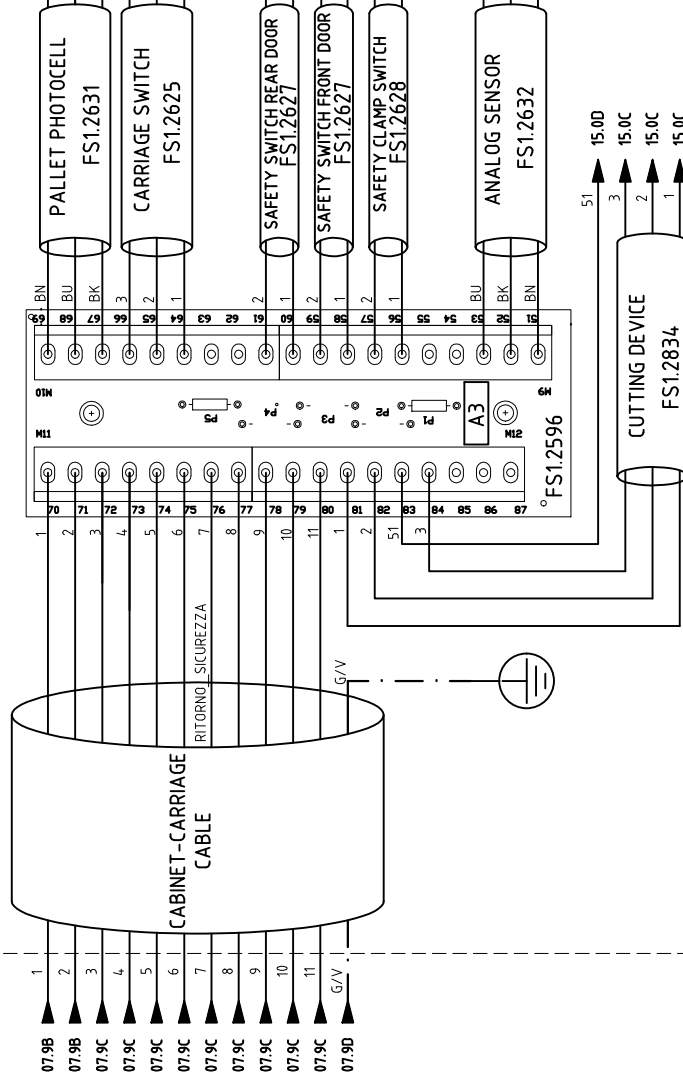 PALLET PHOTOCELL
FS1.2631
CARRIAGE SWITCH
FS1.2625
SAFETY SWITCH REAR DOOR
FS1.2627
SAFETY SWITCH FRONT DOOR
FS1.2627
SAFETY CLAMP SWITCH
FS1.2628
ANALOG SENSOR
FS1.2632
15.0D
15.0C
15.0C
15.0C
51
3
2
1
BN
BU
BK
3
2
1
2
1
2
1
2
1
BU
BK
BN
69 68 67 66 65 64 63 62 61 60 59 58 57 56 55 54 53 52 51
M10
M9
P5
P4
P3
P2
P1
A3
M11
M12
FS1.2596
CUTTING DEVICE
FS1.2834
70 71 72 73 74 75 76 77 78 79 80 81 82 83 84 85 86 87
1
2
3
4
5
6
7
8
9
10
11
1
2
51
3
RITORNO_SICUREZZA
G/V
CABINET-CARRIAGE
CABLE
1
2
3
4
5
6
7
8
9
10
11
G/V
07.9B
07.9B
07.9C
07.9C
07.9C
07.9C
07.9C
07.9C
07.9C
07.9C
07.9C
07.9D